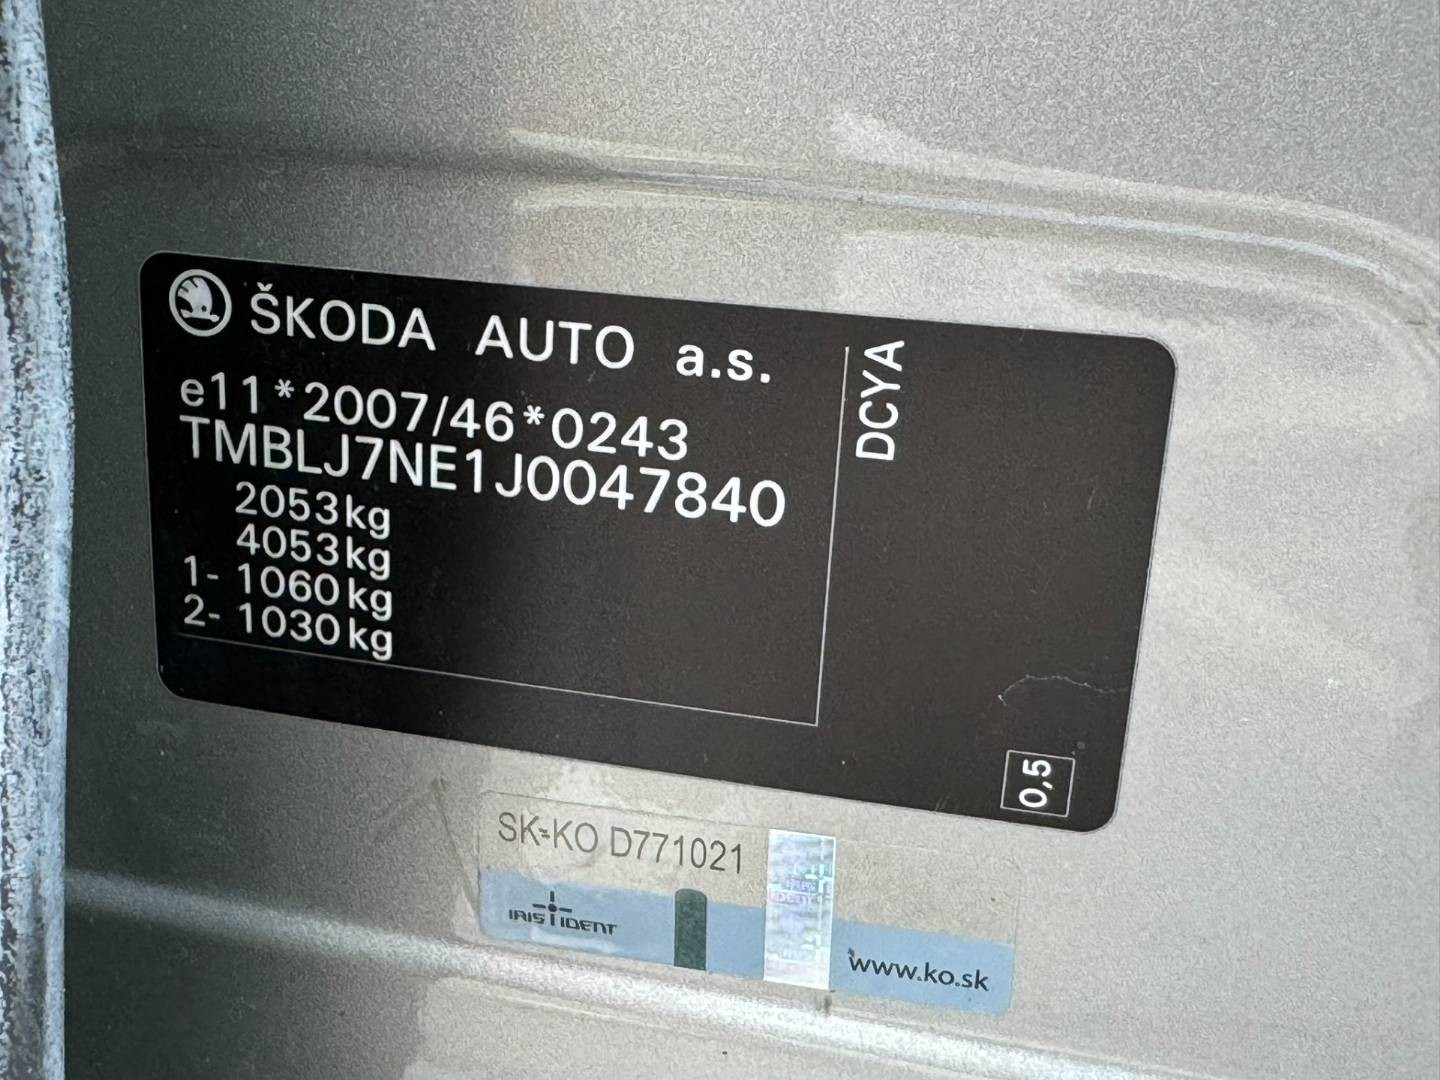 ŠKODA AUTO a.s.
e11*2007/46*0243
TMBLJ7NE1J0047840
2053kg
4053kg
1- 1060kg
2- 1030kg
DCYA
0,5
SK-KO D771021
IRIS IDENT
www.ko.sk